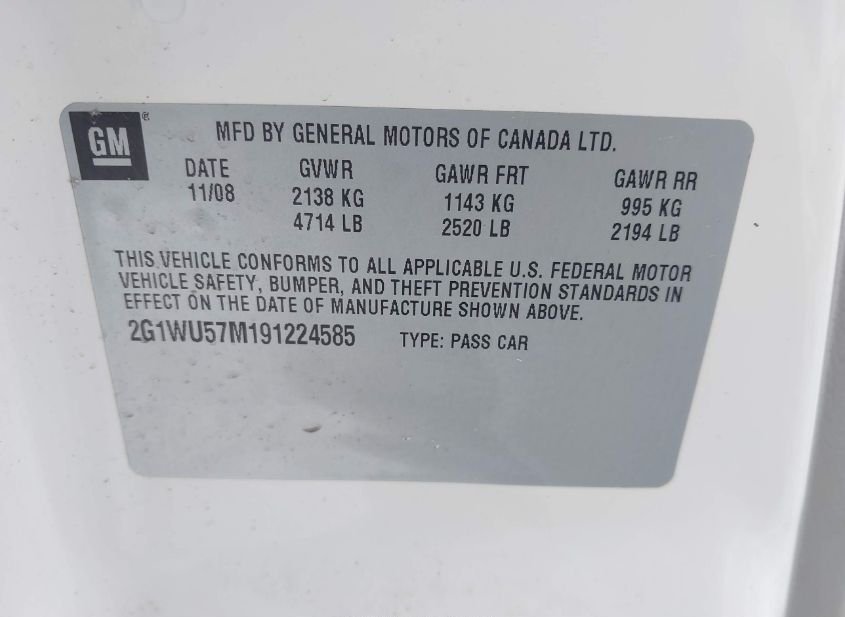 GM®
MFD BY GENERAL MOTORS OF CANADA LTD.
DATE GVWR GAWR FRT GAWR RR
11/08 2138 KG 1143 KG 995 KG
4714 LB 2520 LB 2194 LB
THIS VEHICLE CONFORMS TO ALL APPLICABLE U.S. FEDERAL MOTOR
VEHICLE SAFETY, BUMPER, AND THEFT PREVENTION STANDARDS IN
EFFECT ON THE DATE OF MANUFACTURE SHOWN ABOVE.
2G1WU57M191224585 TYPE: PASS CAR